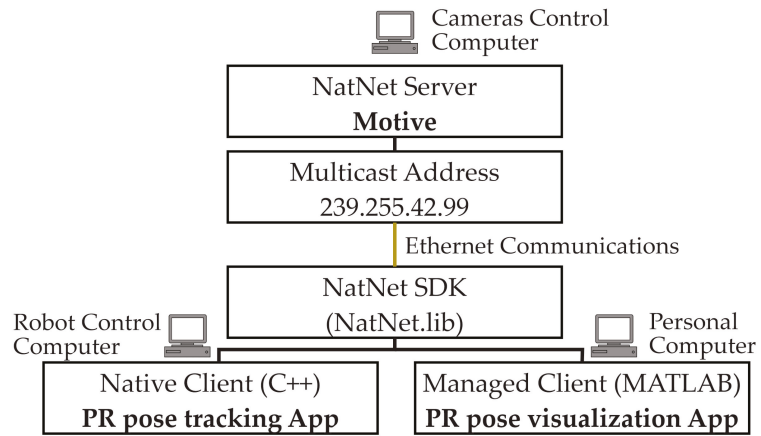 Cameras Control
Computer
NatNet Server
Motive
Multicast Address
239.255.42.99
Ethernet Communications
NatNet SDK
(NatNet.lib)
Robot Control
Computer
Personal
Computer
Native Client (C++)
PR pose tracking App
Managed Client (MATLAB)
PR pose visualization App